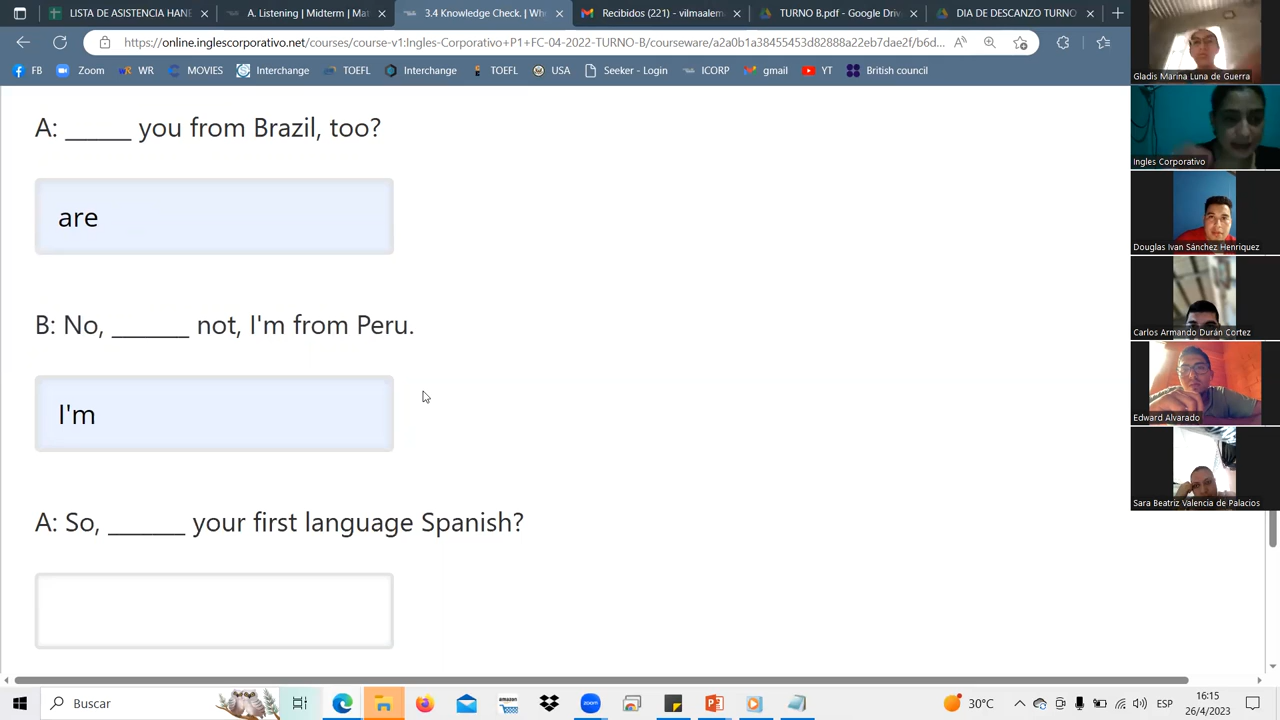 LISTA DE ASISTENCIA HANE
A. Listening | Midterm | Mat
3.4 Knowledge Check. | Wh
Recibidos (221) - vilmaalem
TURNO B.pdf - Google Driv
DIA DE DESCANZO TURNO
https://online.inglescorporativo.net/courses/course-v1:Ingles-Corporativo+P1+FC-04-2022-TURNO-B/courseware/a2a0b1a38455453d82888a22eb7dae2f/b6d...
FB
Zoom
WR
MOVIES
Interchange
TOEFL
Interchange
TOEFL
USA
Seeker - Login
ICORP
gmail
YT
British council
A: ______ you from Brazil, too?
are
B: No, _______ not, I'm from Peru.
I'm
A: So, _______ your first language Spanish?
Gladis Marina Luna de Guerra
Ingles Corporativo
Douglas Ivan Sánchez Henriquez
Carlos Armando Durán Cortez
Edward Alvarado
Sara Beatriz Valencia de Palacios
Buscar
30°C
ESP
16:15
26/4/2023